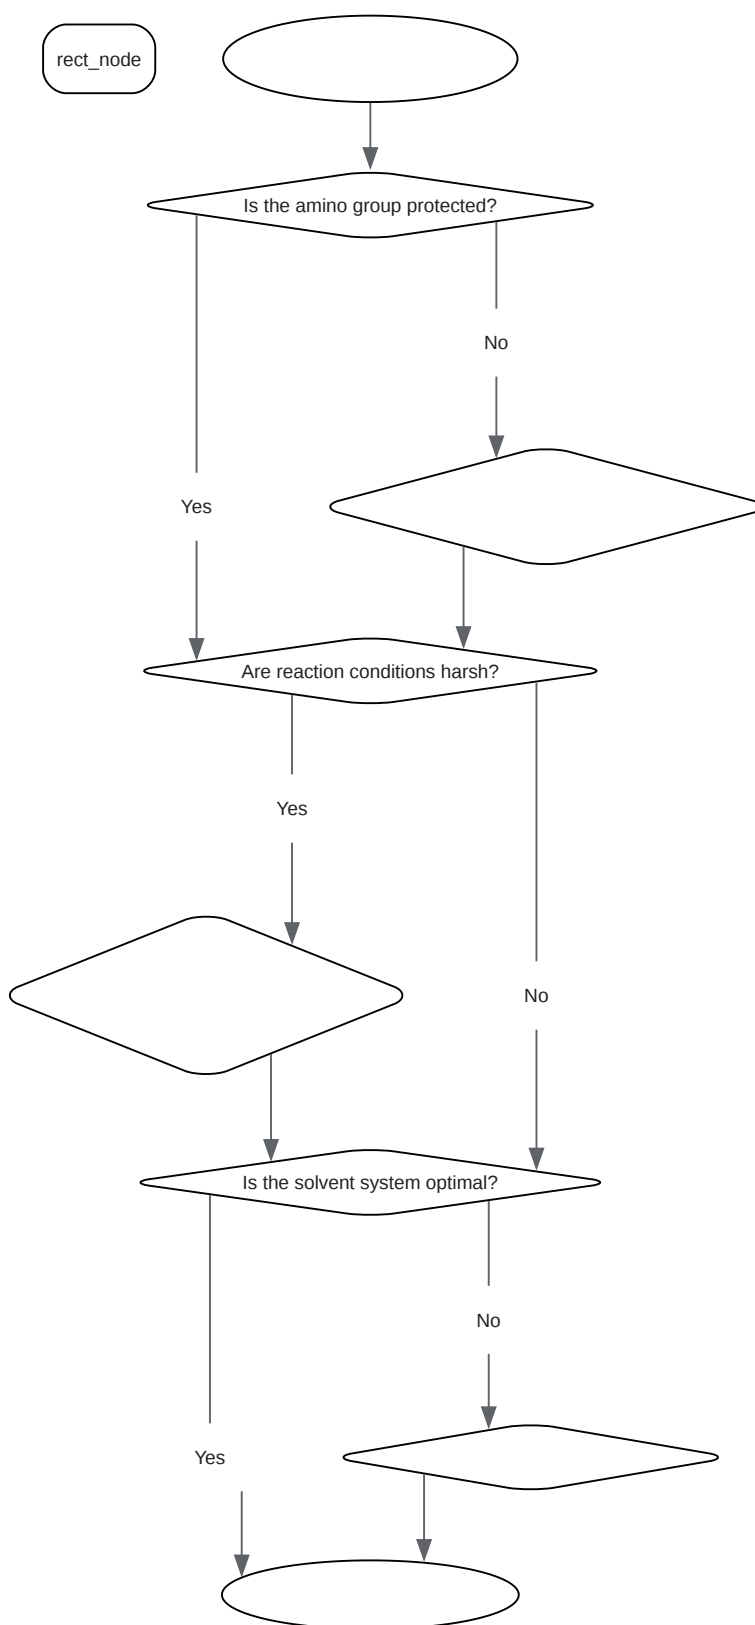 rect_node
Is the amino group protected?
No
Yes
Are reaction conditions harsh?
Yes
No
Is the solvent system optimal?
No
Yes